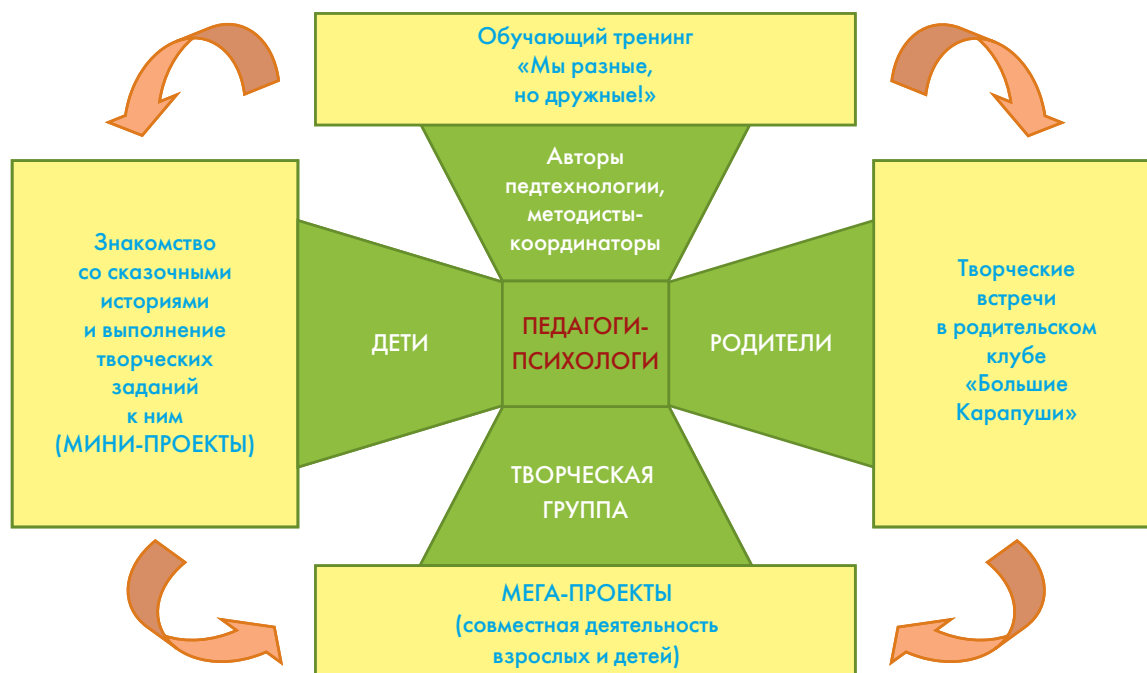 Обучающий тренинг
«Мы разные,
но дружные!»
Авторы
педтехнологии,
методисты-
координаторы
Знакомство
со сказочными
историями
и выполнение
творческих
заданий
к ним
(МИНИ-ПРОЕКТЫ)
ДЕТИ
ПЕДАГОГИ-
ПСИХОЛОГИ
РОДИТЕЛИ
Творческие
встречи
в родительском
клубе
«Большие
Карапуши»
ТВОРЧЕСКАЯ
ГРУППА
МЕГА-ПРОЕКТЫ
(совместная деятельность
взрослых и детей)